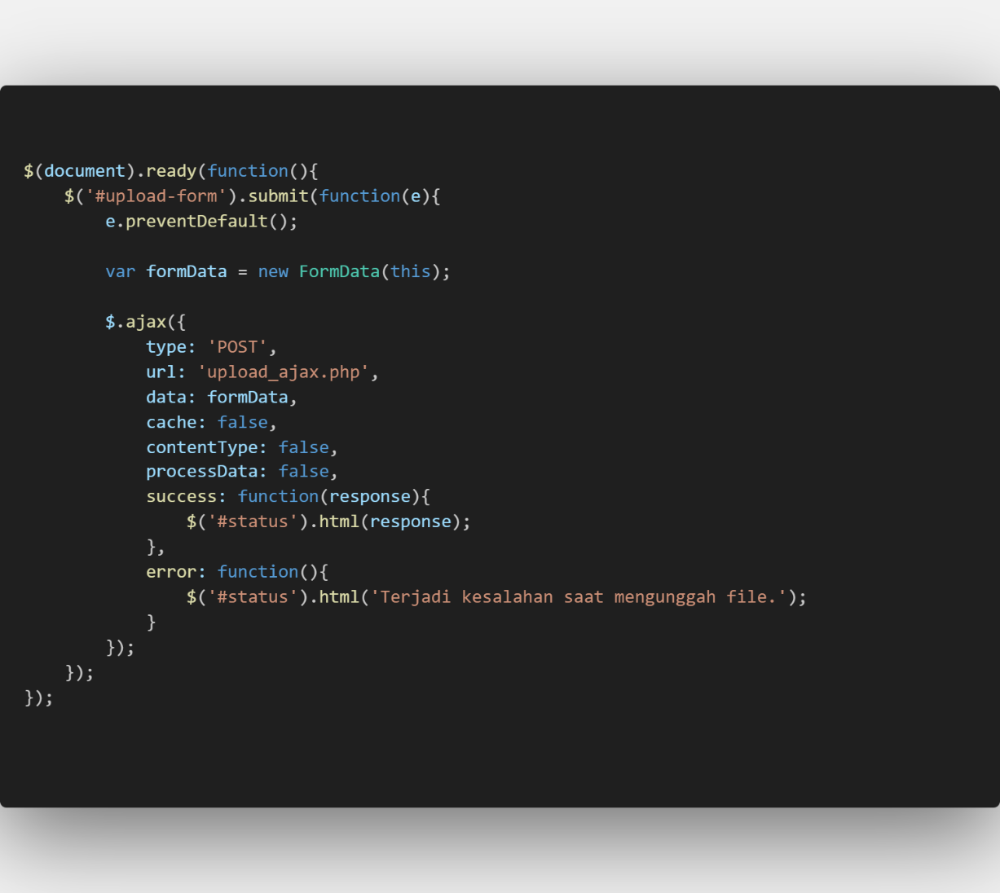 $(document).ready(function(){
    $('#upload-form').submit(function(e){
        e.preventDefault();

        var formData = new FormData(this);

        $.ajax({
            type: 'POST',
            url: 'upload_ajax.php',
            data: formData,
            cache: false,
            contentType: false,
            processData: false,
            success: function(response){
                $('#status').html(response);
            },
            error: function(){
                $('#status').html('Terjadi kesalahan saat mengunggah file.');
            }
        });
    });
});